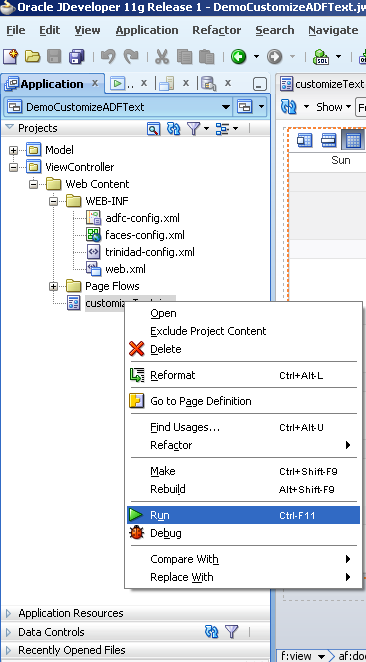 Oracle JDeveloper 11g Release 1 - DemoCustomizeADFText.jw
File Edit View Application Refactor Search Navigate
Application
customizeText
DemoCustomizeADFText
Show
Projects
Sun
Model
ViewController
Web Content
WEB-INF
adfc-config.xml
faces-config.xml
trinidad-config.xml
web.xml
Page Flows
Open
Exclude Project Content
Delete
Reformat Ctrl+Alt-L
Go to Page Definition
Find Usages... Ctrl+Alt-U
Refactor
Make Ctrl+Shift-F9
Rebuild Alt+Shift-F9
Run Ctrl-F11
Debug
Compare With
Replace With
Application Resources
Data Controls
Recently Opened Files
f:view af:doc